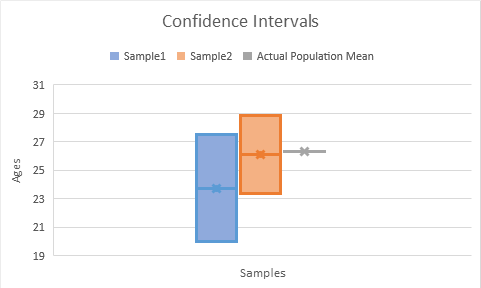 Confidence Intervals
Sample1 Sample2 Actual Population Mean
31
29
27
25
23
21
19
Ages
Samples